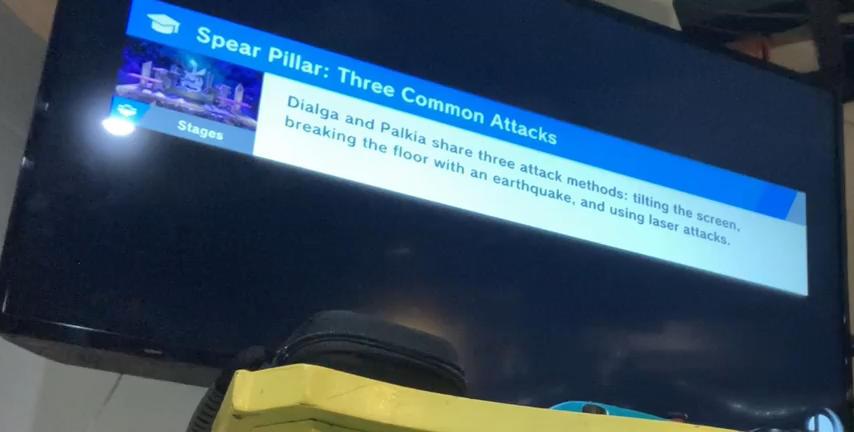 Spear Pillar: Three Common Attacks
Stages
Dialga and Palkia share three attack methods: tilting the screen,
breaking the floor with an earthquake, and using laser attacks.